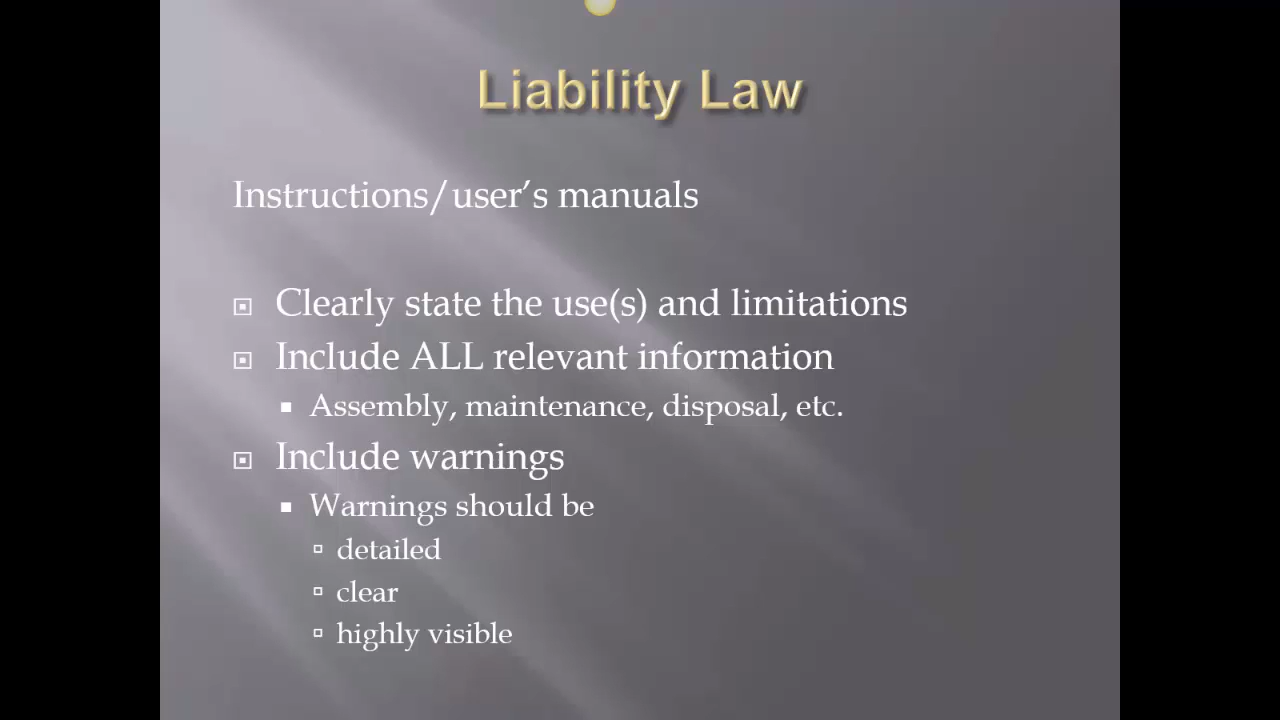 Liability Law
Instructions/user’s manuals
Clearly state the use(s) and limitations
Include ALL relevant information
Assembly, maintenance, disposal, etc.
Include warnings
Warnings should be
detailed
clear
highly visible